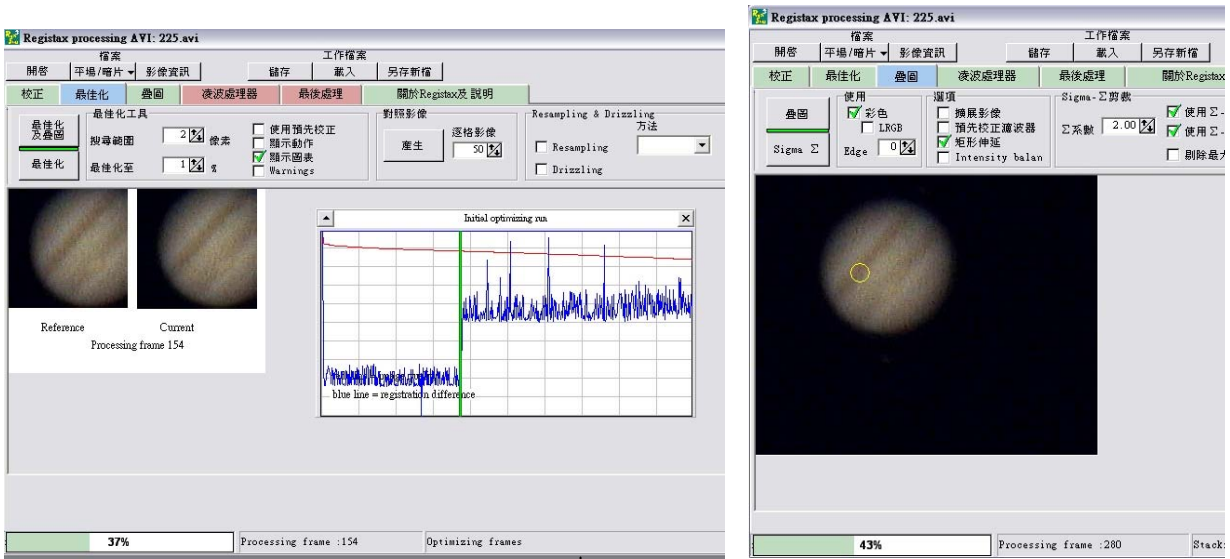 Registax processing AVI: 225.avi
檔案 工作檔案
開啓 平場/暗片 影像資訊 儲存 載入 另存新檔
校正 最佳化 疊圖 凌波處理器 最後處理 關於Registax及 說明
最佳化及疊圖
最佳化
最佳化工具
搜尋範圍 2 像素
最佳化至 1 %
使用預先校正
顯示動作
顯示圖表
Warnings
對照影像
產生 逐格影像
50
Resampling & Drizzling
方法
Resampling
Drizzling
Reference Current
Processing frame 154
Initial optimizing run
blue line = registration difference
37% Processing frame :154 Optimizing frames
Registax processing AVI: 225.avi
檔案 工作檔案
開啓 平場/暗片 影像資訊 儲存 載入 另存新檔
校正 最佳化 疊圖 凌波處理器 最後處理 關於Registax
疊圖
Sigma Σ
使用
彩色
LRGB
Edge 0
選項
擴展影像
預先校正濾波器
矩形伸延
Intensity balan
Sigma-Σ剪裁
Σ系數 2.00
使用Σ-
使用Σ-
剔除最大
43% Processing frame :280 Stack